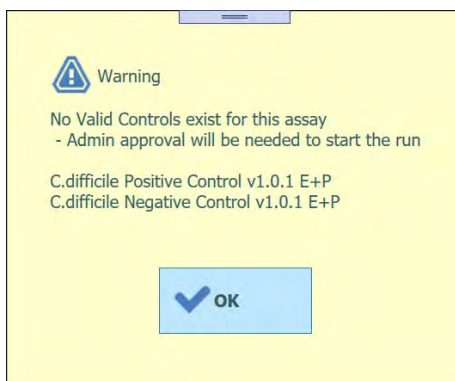 Warning
No Valid Controls exist for this assay
- Admin approval will be needed to start the run
C.difficile Positive Control v1.0.1 E+P
C.difficile Negative Control v1.0.1 E+P
OK